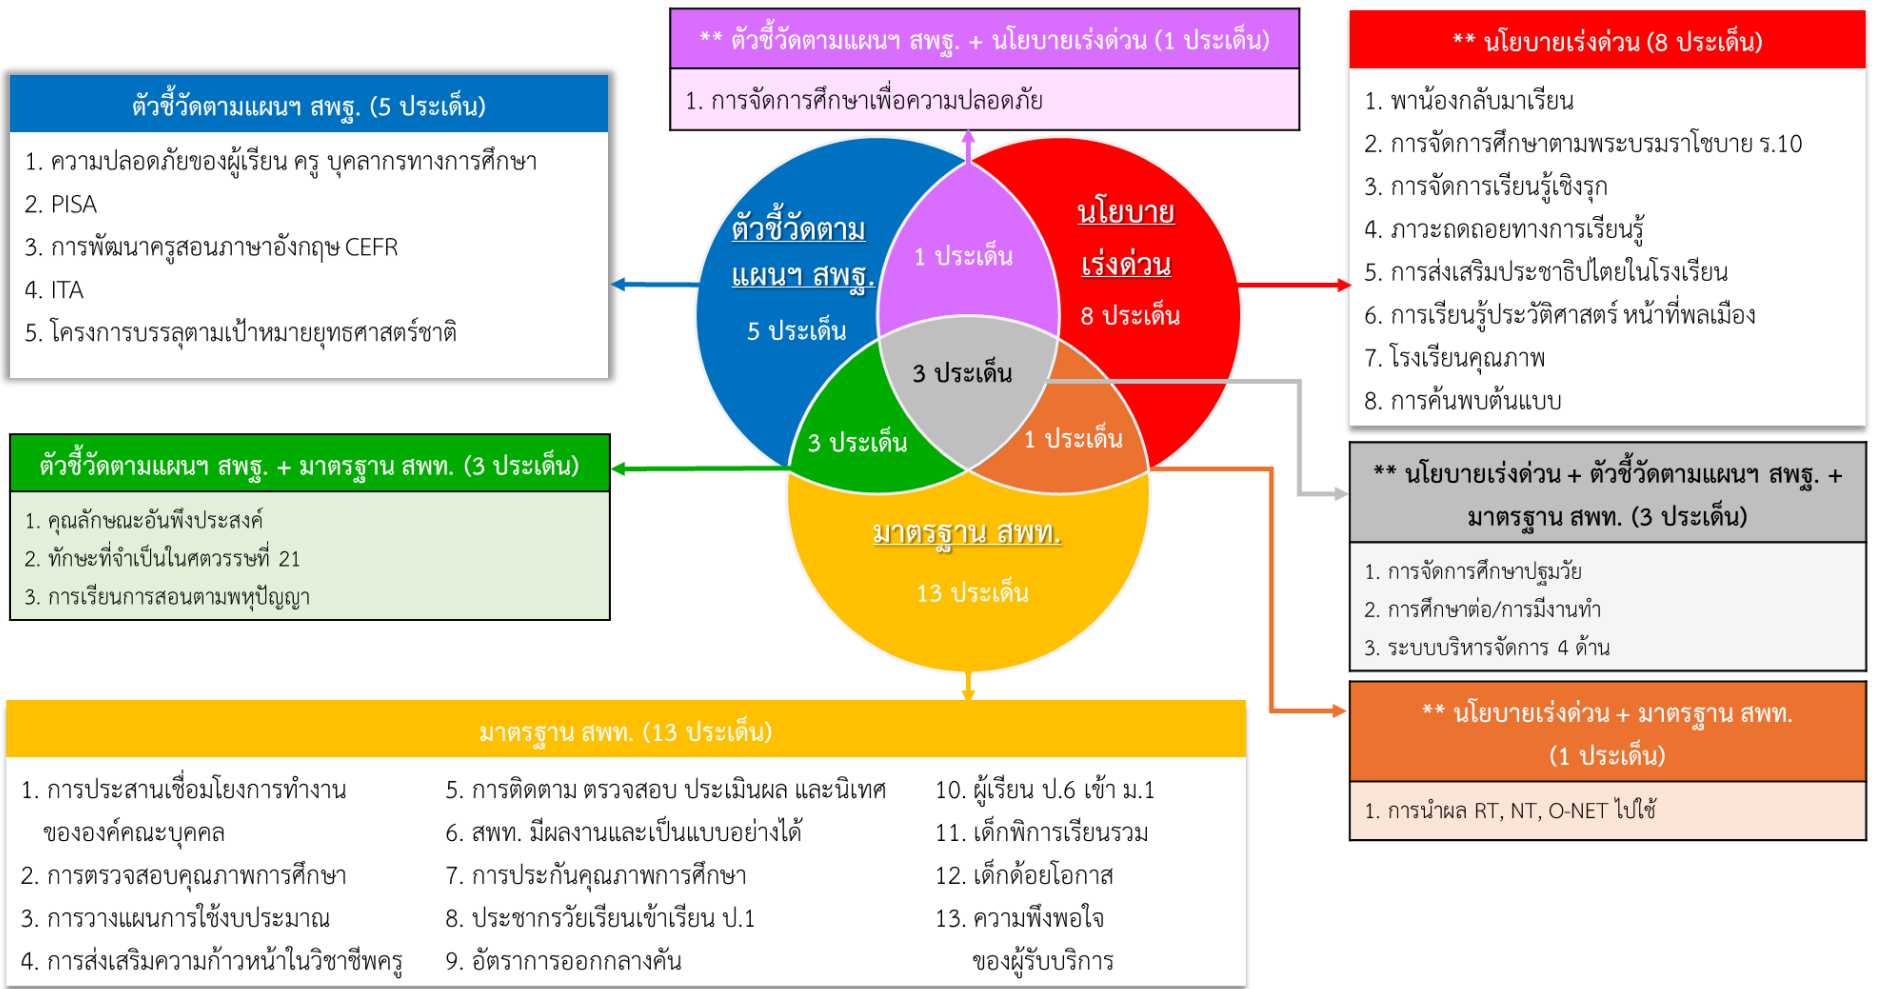 ** ตัวชี้วัดตามแผนฯ สพฐ. + นโยบายเร่งด่วน (1 ประเด็น)
1. การจัดการศึกษาเพื่อความปลอดภัย
** นโยบายเร่งด่วน (8 ประเด็น)
1. พาน้องกลับมาเรียน
2. การจัดการศึกษาตามพระบรมราโชบาย ร.10
3. การจัดการเรียนรู้เชิงรุก
4. ภาวะถดถอยทางการเรียนรู้
5. การส่งเสริมประชาธิปไตยในโรงเรียน
6. การเรียนรู้ประวัติศาสตร์ หน้าที่พลเมือง
7. โรงเรียนคุณภาพ
8. การค้นพบต้นแบบ
ตัวชี้วัดตามแผนฯ สพฐ. (5 ประเด็น)
1. ความปลอดภัยของผู้เรียน ครู บุคลากรทางการศึกษา
2. PISA
3. การพัฒนาครูสอนภาษาอังกฤษ CEFR
4. ITA
5. โครงการบรรลุตามเป้าหมายยุทธศาสตร์ชาติ
ตัวชี้วัดตาม
แผนฯ สพฐ.
5 ประเด็น
1 ประเด็น
นโยบาย
เร่งด่วน
8 ประเด็น
3 ประเด็น
3 ประเด็น
1 ประเด็น
มาตรฐาน สพท.
13 ประเด็น
ตัวชี้วัดตามแผนฯ สพฐ. + มาตรฐาน สพท. (3 ประเด็น)
1. คุณลักษณะอันพึงประสงค์
2. ทักษะที่จำเป็นในศตวรรษที่ 21
3. การเรียนการสอนตามพหุปัญญา
** นโยบายเร่งด่วน + ตัวชี้วัดตามแผนฯ สพฐ. +
มาตรฐาน สพท. (3 ประเด็น)
1. การจัดการศึกษาปฐมวัย
2. การศึกษาต่อ/การมีงานทำ
3. ระบบบริหารจัดการ 4 ด้าน
** นโยบายเร่งด่วน + มาตรฐาน สพท.
(1 ประเด็น)
1. การนำผล RT, NT, O-NET ไปใช้
มาตรฐาน สพท. (13 ประเด็น)
1. การประสานเชื่อมโยงการทำงาน
ขององค์คณะบุคคล
2. การตรวจสอบคุณภาพการศึกษา
3. การวางแผนการใช้งบประมาณ
4. การส่งเสริมความก้าวหน้าในวิชาชีพครู
5. การติดตาม ตรวจสอบ ประเมินผล และนิเทศ
6. สพท. มีผลงานและเป็นแบบอย่างได้
7. การประกันคุณภาพการศึกษา
8. ประชากรวัยเรียนเข้าเรียน ป.1
9. อัตราการออกกลางคัน
10. ผู้เรียน ป.6 เข้า ม.1
11. เด็กพิการเรียนรวม
12. เด็กด้อยโอกาส
13. ความพึงพอใจ
ของผู้รับบริการ